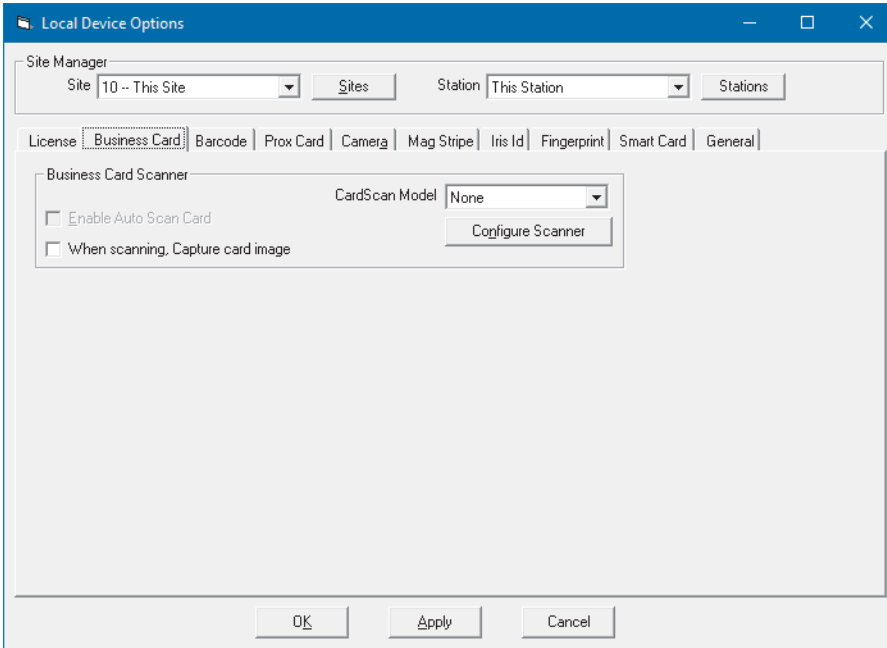 Local Device Options
Site Manager
Site 10 -- This Site Sites Station This Station Stations
License Business Card Barcode Prox Card Camera Mag Stripe Iris Id Fingerprint Smart Card General
Business Card Scanner
CardScan Model None
Enable Auto Scan Card
Configure Scanner
When scanning, Capture card image
OK Apply Cancel